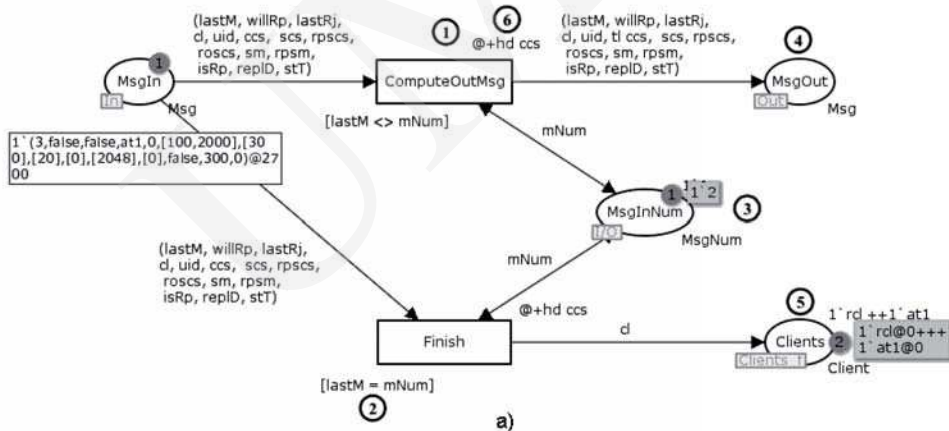 (lastM, willRp, lastRj,
cl, uid, ccs, scs, rpscs,
roscs, sm, rpsm,
isRp, replD, stT)
1
6
@+hd ccs
(lastM, willRp, lastRj,
cl, uid, tl ccs, scs, rpscs,
roscs, sm, rpsm,
isRp, replD, stT)
4
MsgIn
1
In
Msg
ComputeOutMsg
[lastM <> mNum]
MsgOut
Out
Msg
1`(3,false,false,at1,0,[100,2000],[30
0],[20],[0],[2048],[0],false,300,0)@27
00
mNum
MsgInNum
1
1`2
I/O
MsgNum
3
(lastM, willRp, lastRj,
cl, uid, ccs, scs, rpscs,
roscs, sm, rpsm,
isRp, replD, stT)
mNum
@+hd ccs
5
Finish
cl
[lastM = mNum]
2
1`rcl ++1`at1
Clients
2
1`rcl@0+++
1`at1@0
Client
a)